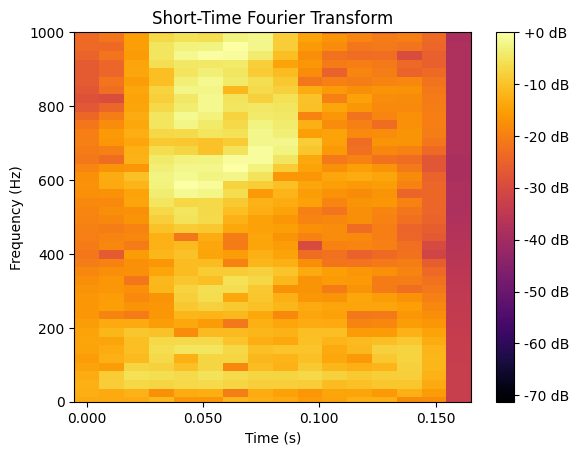 Short-Time Fourier Transform
1000
800
600
400
200
0
Frequency (Hz)
0.000
0.050
0.100
0.150
Time (s)
+0 dB
-10 dB
-20 dB
-30 dB
-40 dB
-50 dB
-60 dB
-70 dB